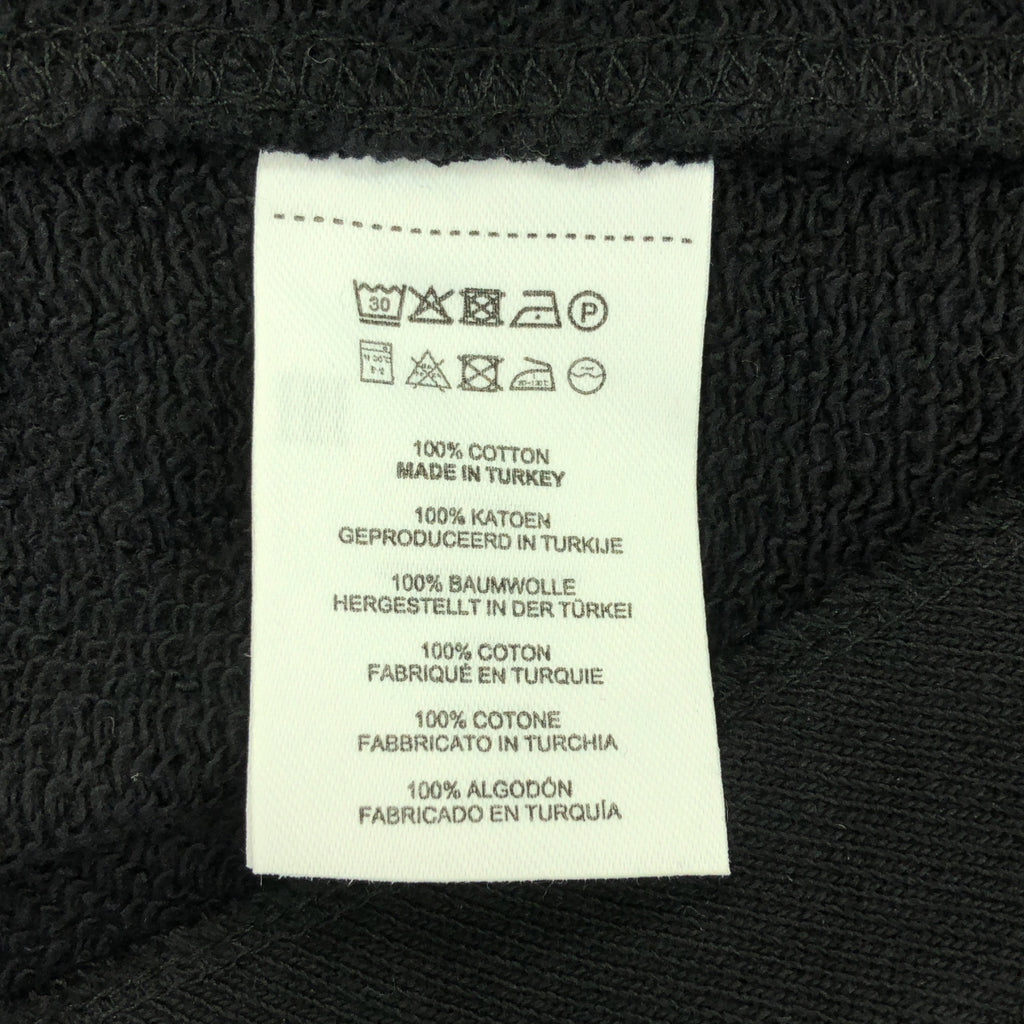 30 P
100% COTTON
MADE IN TURKEY
100% KATOEN
GEPRODUCEERD IN TURKIJE
100% BAUMWOLLE
HERGESTELLT IN DER TÜRKEI
100% COTON
FABRIQUÉ EN TURQUIE
100% COTONE
FABBRICATO IN TURCHIA
100% ALGODÓN
FABRICADO EN TURQUÍA